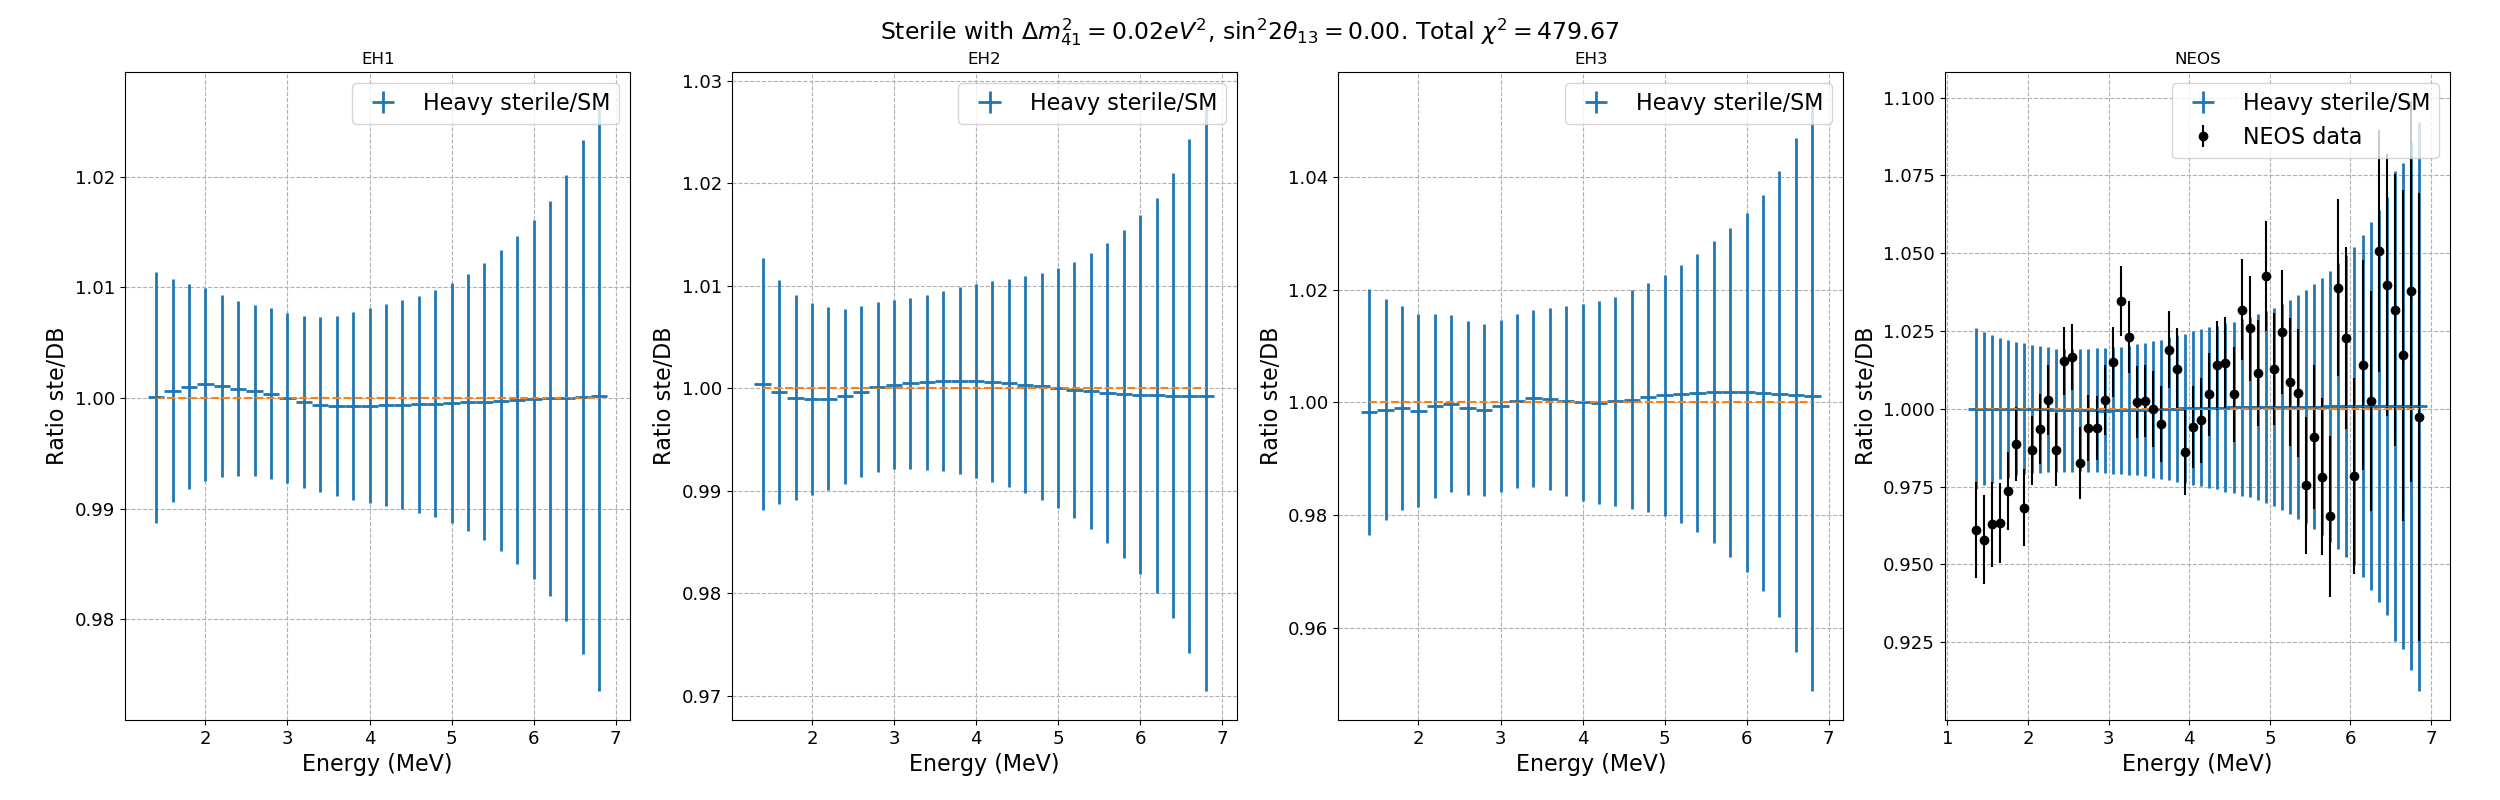 Sterile with Δm²₄₁ = 0.02eV², sin²2θ₁₃ = 0.00. Total χ² = 479.67
EH1
Heavy sterile/SM
1.02
1.01
1.00
0.99
0.98
Ratio ste/DB
2 3 4 5 6 7
Energy (MeV)
EH2
Heavy sterile/SM
1.03
1.02
1.01
1.00
0.99
0.98
0.97
Ratio ste/DB
2 3 4 5 6 7
Energy (MeV)
EH3
Heavy sterile/SM
1.04
1.02
1.00
0.98
0.96
Ratio ste/DB
2 3 4 5 6 7
Energy (MeV)
NEOS
Heavy sterile/SM
NEOS data
1.100
1.075
1.050
1.025
1.000
0.975
0.950
0.925
Ratio ste/DB
1 2 3 4 5 6 7
Energy (MeV)